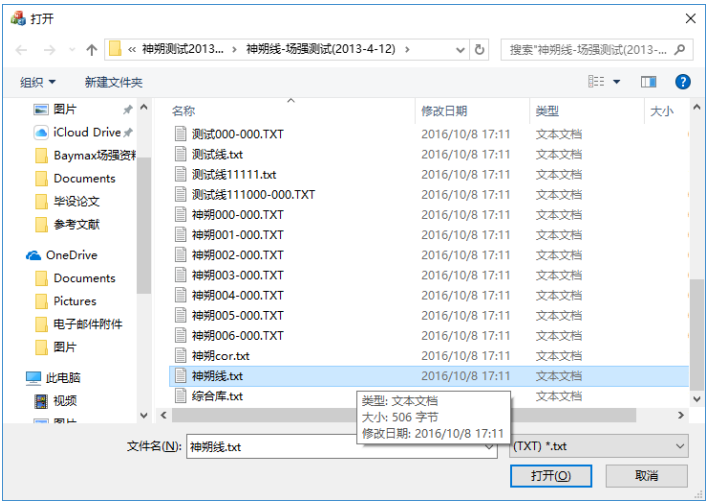 打开
« 神朔测试2013... › 神朔线-场强测试(2013-4-12) ›
搜索"神朔线-场强测试(2013-...
组织 新建文件夹
图片
iCloud Drive
Baymax场强资料
Documents
毕设论文
参考文献
OneDrive
Documents
Pictures
电子邮件附件
图片
此电脑
视频
图片
名称 修改日期 类型 大小
测试000-000.TXT 2016/10/8 17:11 文本文档
测试线.txt 2016/10/8 17:11 文本文档
测试线11111.txt 2016/10/8 17:11 文本文档
测试线111000-000.TXT 2016/10/8 17:11 文本文档
神朔000-000.TXT 2016/10/8 17:11 文本文档
神朔001-000.TXT 2016/10/8 17:11 文本文档
神朔002-000.TXT 2016/10/8 17:11 文本文档
神朔003-000.TXT 2016/10/8 17:11 文本文档
神朔004-000.TXT 2016/10/8 17:11 文本文档
神朔005-000.TXT 2016/10/8 17:11 文本文档
神朔006-000.TXT 2016/10/8 17:11 文本文档
神朔cor.txt 2016/10/8 17:11 文本文档
神朔线.txt 2016/10/8 17:11 文本文档
综合库.txt 文本文档
类型: 文本文档
大小: 506 字节
修改日期: 2016/10/8 17:11
文件名(N): 神朔线.txt (TXT) *.txt
打开(O) 取消